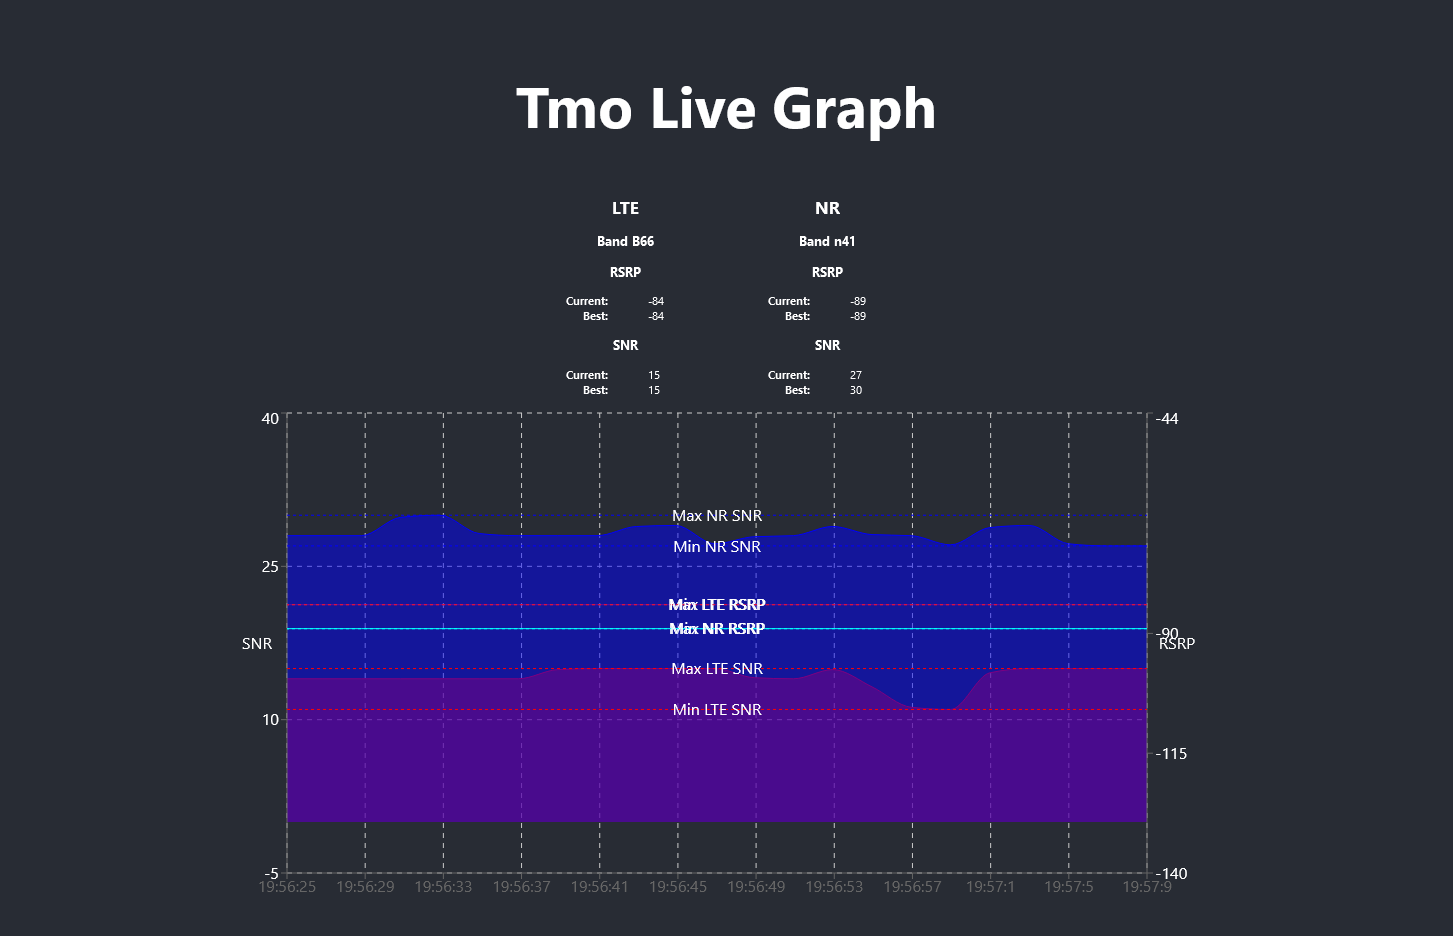 Tmo Live Graph
LTE NR
Band B66 Band n41
RSRP RSRP
Current: -84 Current: -89
Best: -84 Best: -89
SNR SNR
Current: 15 Current: 27
Best: 15 Best: 30
40 -44
Max NR SNR
Min NR SNR
25
Max LTE RSRP
Min LTE RSRP
Max NR RSRP
-90
SNR RSRP
Max LTE SNR
Min LTE SNR
10
-115
-5 -140
19:56:25 19:56:29 19:56:33 19:56:37 19:56:41 19:56:45 19:56:49 19:56:53 19:56:57 19:57:1 19:57:5 19:57:9